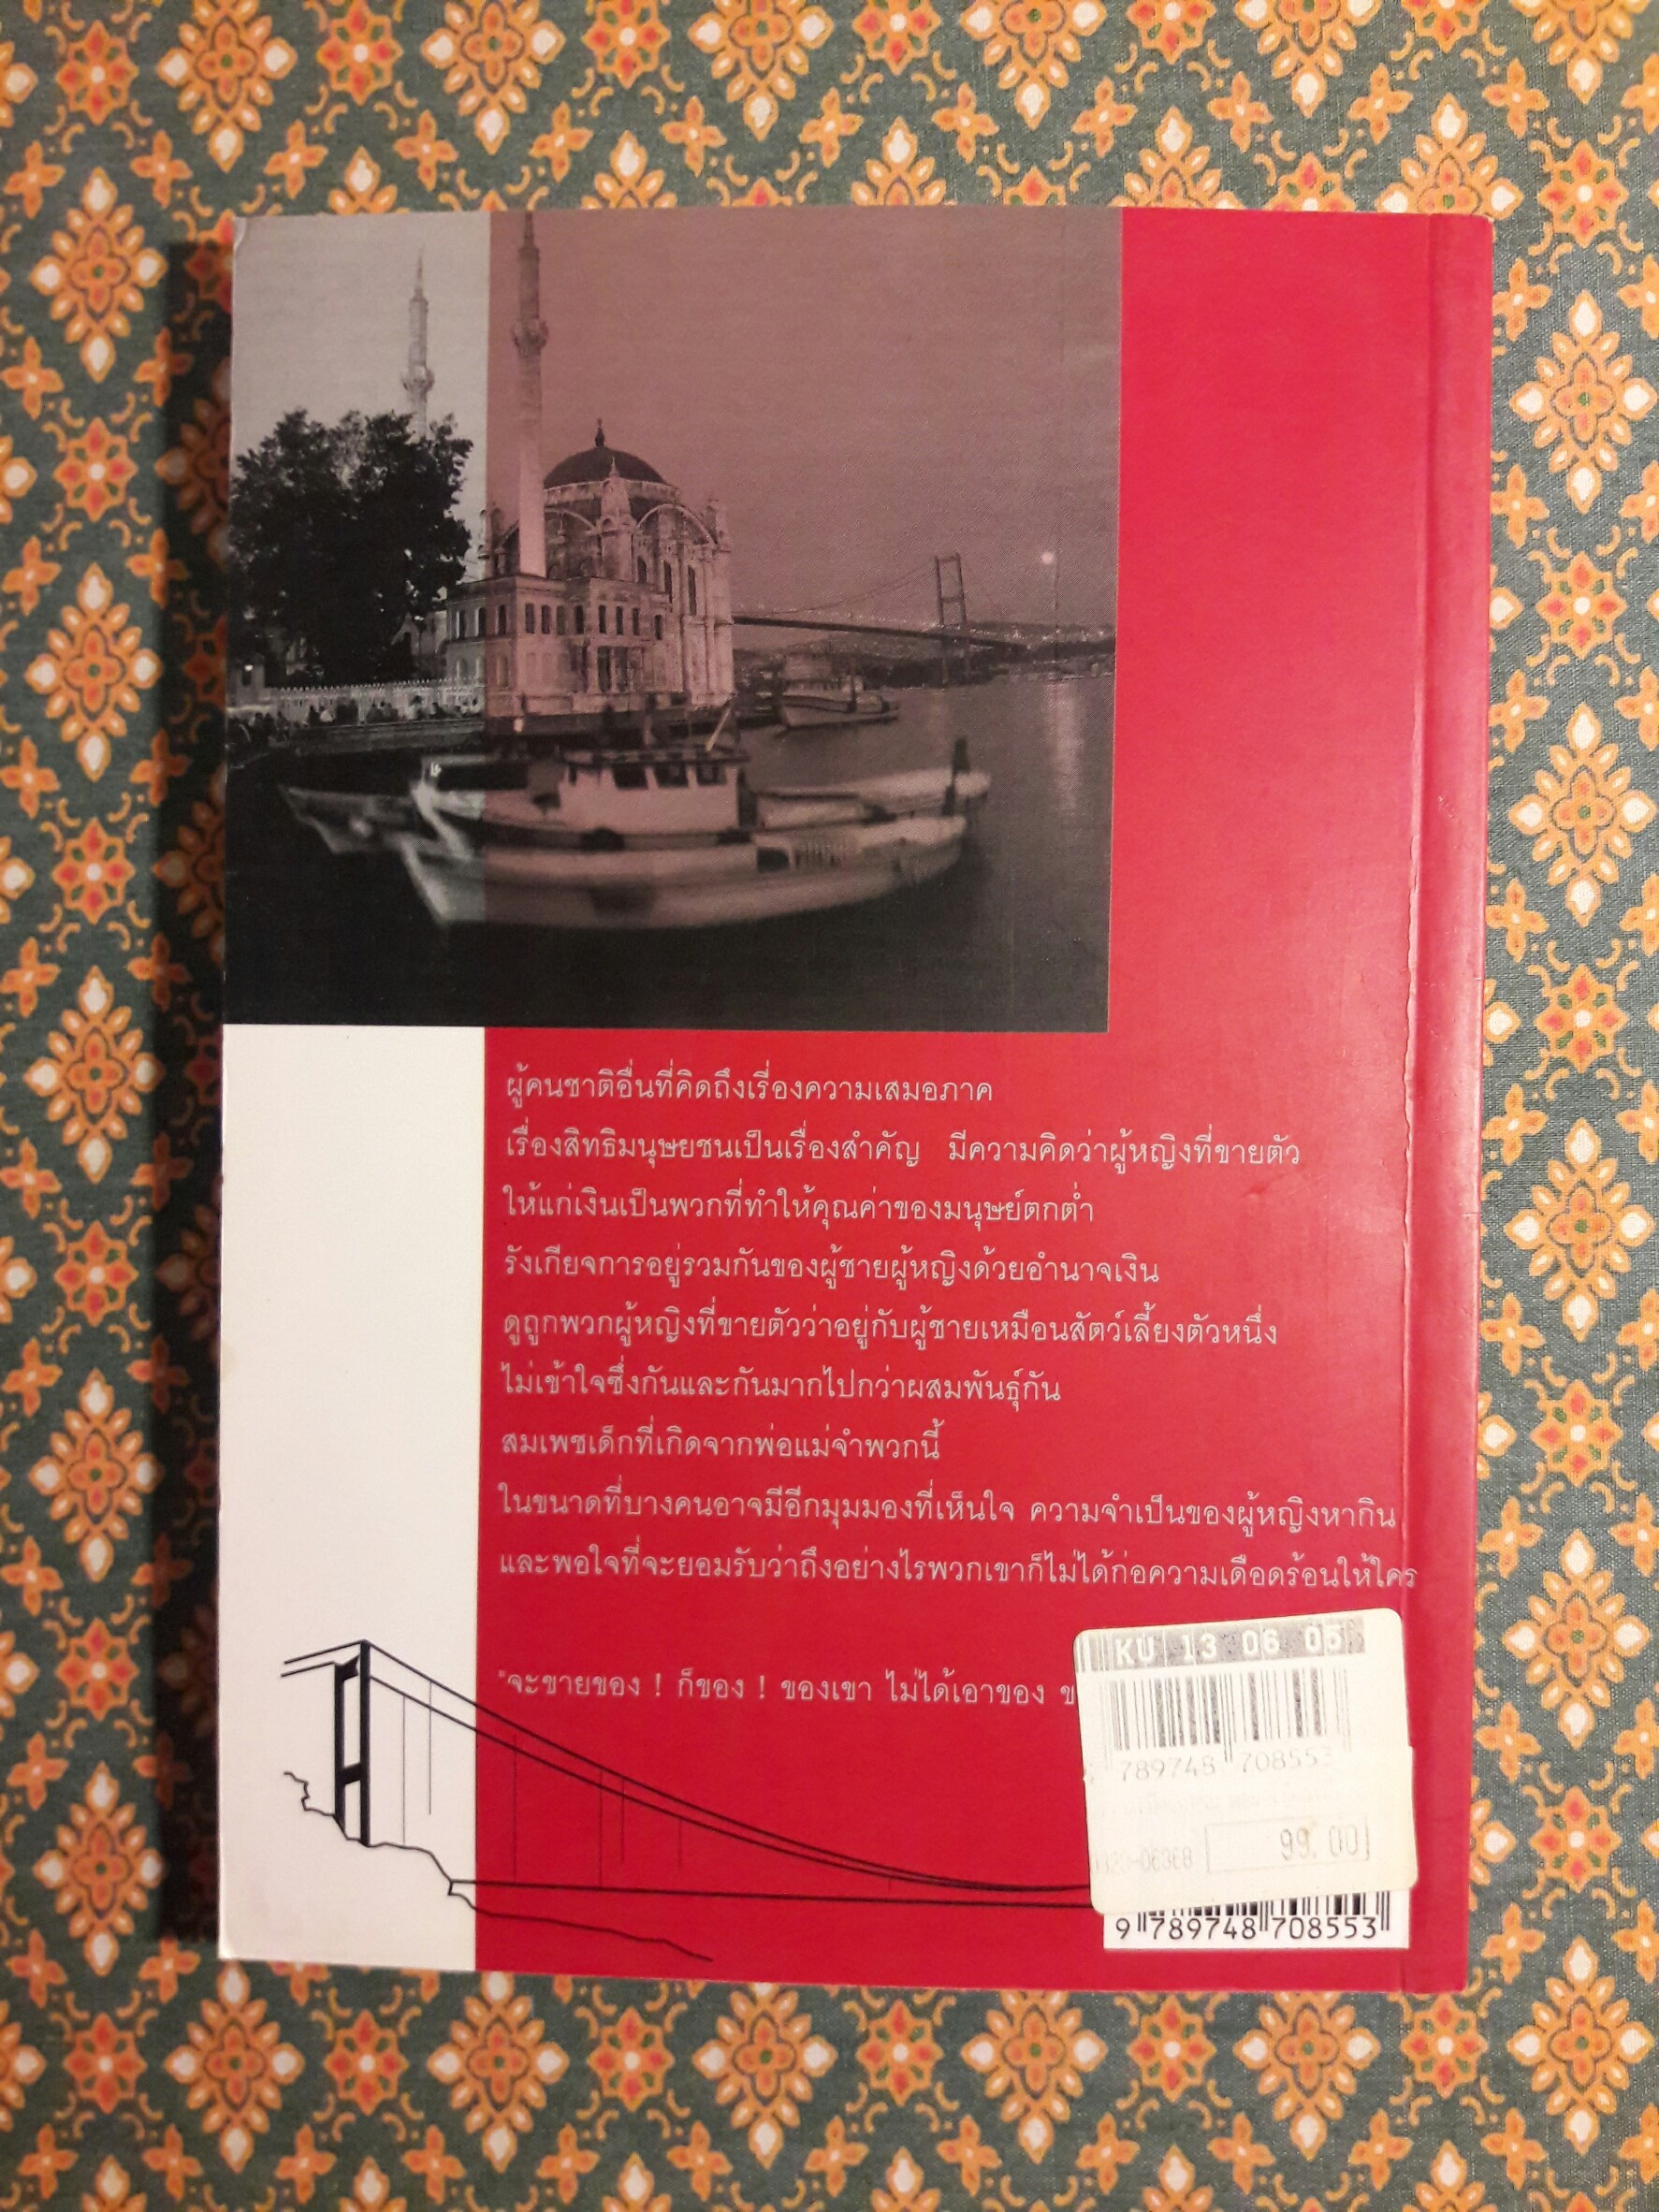 ผู้คนชาติอื่นที่คิดถึงเรื่องความเสมอภาค
เรื่องสิทธิมนุษยชนเป็นเรื่องสำคัญ มีความคิดว่าผู้หญิงที่ขายตัว
ให้แก่เงินเป็นพวกที่ทำให้คุณค่าของมนุษย์ตกต่ำ
รังเกียจการอยู่รวมกันของผู้ชายผู้หญิงด้วยอำนาจเงิน
ดูถูกพวกผู้หญิงที่ขายตัวว่าอยู่กับผู้ชายเหมือนสัตว์เลี้ยงตัวหนึ่ง
ไม่เข้าใจซึ่งกันและกันมากไปกว่าผสมพันธุ์กัน
สมเพชเด็กที่เกิดจากพ่อแม่จำพวกนี้
ในขนาดที่บางคนอาจมีอีกมุมมองที่เห็นใจ ความจำเป็นของผู้หญิงหากิน
และพอใจที่จะยอมรับว่าถึงอย่างไรพวกเขาก็ไม่ได้ก่อความเดือดร้อนให้ใคร
"จะขายของ ! ก็ของ ! ของเขา ไม่ได้เอาของ
KU 13 06 05
789748 708553
99.00
9 789748 708553